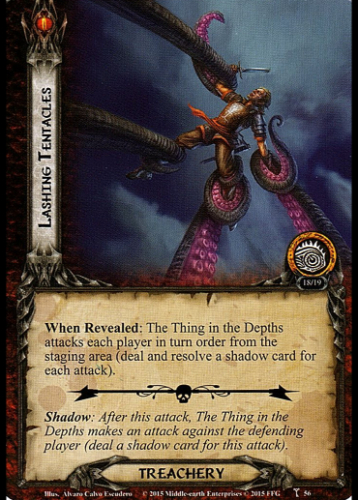 LASHING TENTACLES
18/19
When Revealed: The Thing in the Depths
attacks each player in turn order from the
staging area (deal and resolve a shadow card for
each attack).
Shadow: After this attack, The Thing in the
Depths makes an attack against the defending
player (deal a shadow card for this attack).
TREACHERY
Illus. Alvaro Calvo Escudero © 2015 Middle-earth Enterprises © 2015 FFG 56